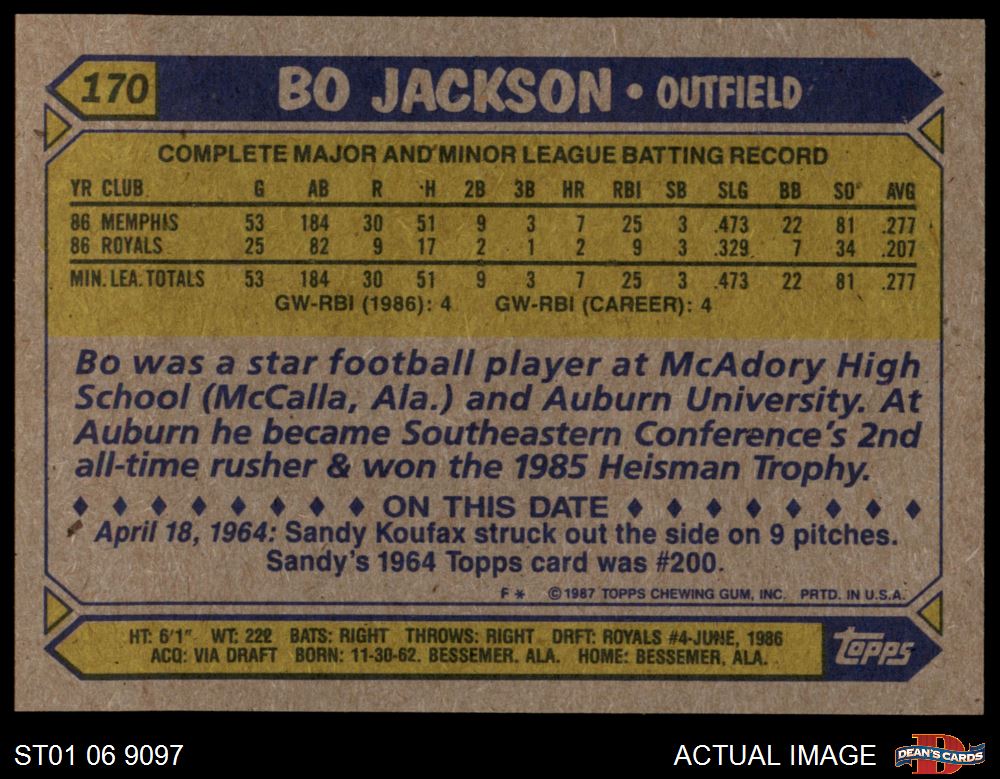 170 BO JACKSON • OUTFIELD
COMPLETE MAJOR AND MINOR LEAGUE BATTING RECORD
YR CLUB G AB R H 2B 3B HR RBI SB SLG BB SO AVG
86 MEMPHIS 53 184 30 51 9 3 7 25 3 .473 22 81 .277
86 ROYALS 25 82 9 17 2 1 2 9 3 .329 7 34 .207
MIN. LEA. TOTALS 53 184 30 51 9 3 7 25 3 .473 22 81 .277
GW-RBI (1986): 4 GW-RBI (CAREER): 4
Bo was a star football player at McAdory High
School (McCalla, Ala.) and Auburn University. At
Auburn he became Southeastern Conference's 2nd
all-time rusher & won the 1985 Heisman Trophy.
♦ ♦ ♦ ♦ ♦ ♦ ♦ ♦ ON THIS DATE ♦ ♦ ♦ ♦ ♦ ♦ ♦ ♦
April 18, 1964: Sandy Koufax struck out the side on 9 pitches.
Sandy's 1964 Topps card was #200.
F * ©1987 TOPPS CHEWING GUM, INC. PRTD. IN U.S.A.
HT: 6'1" WT: 222 BATS: RIGHT THROWS: RIGHT DRFT: ROYALS #4-JUNE, 1986
ACQ: VIA DRAFT BORN: 11-30-62. BESSEMER, ALA. HOME: BESSEMER, ALA.
Topps
ST01 06 9097 ACTUAL IMAGE D DEAN'S CARDS